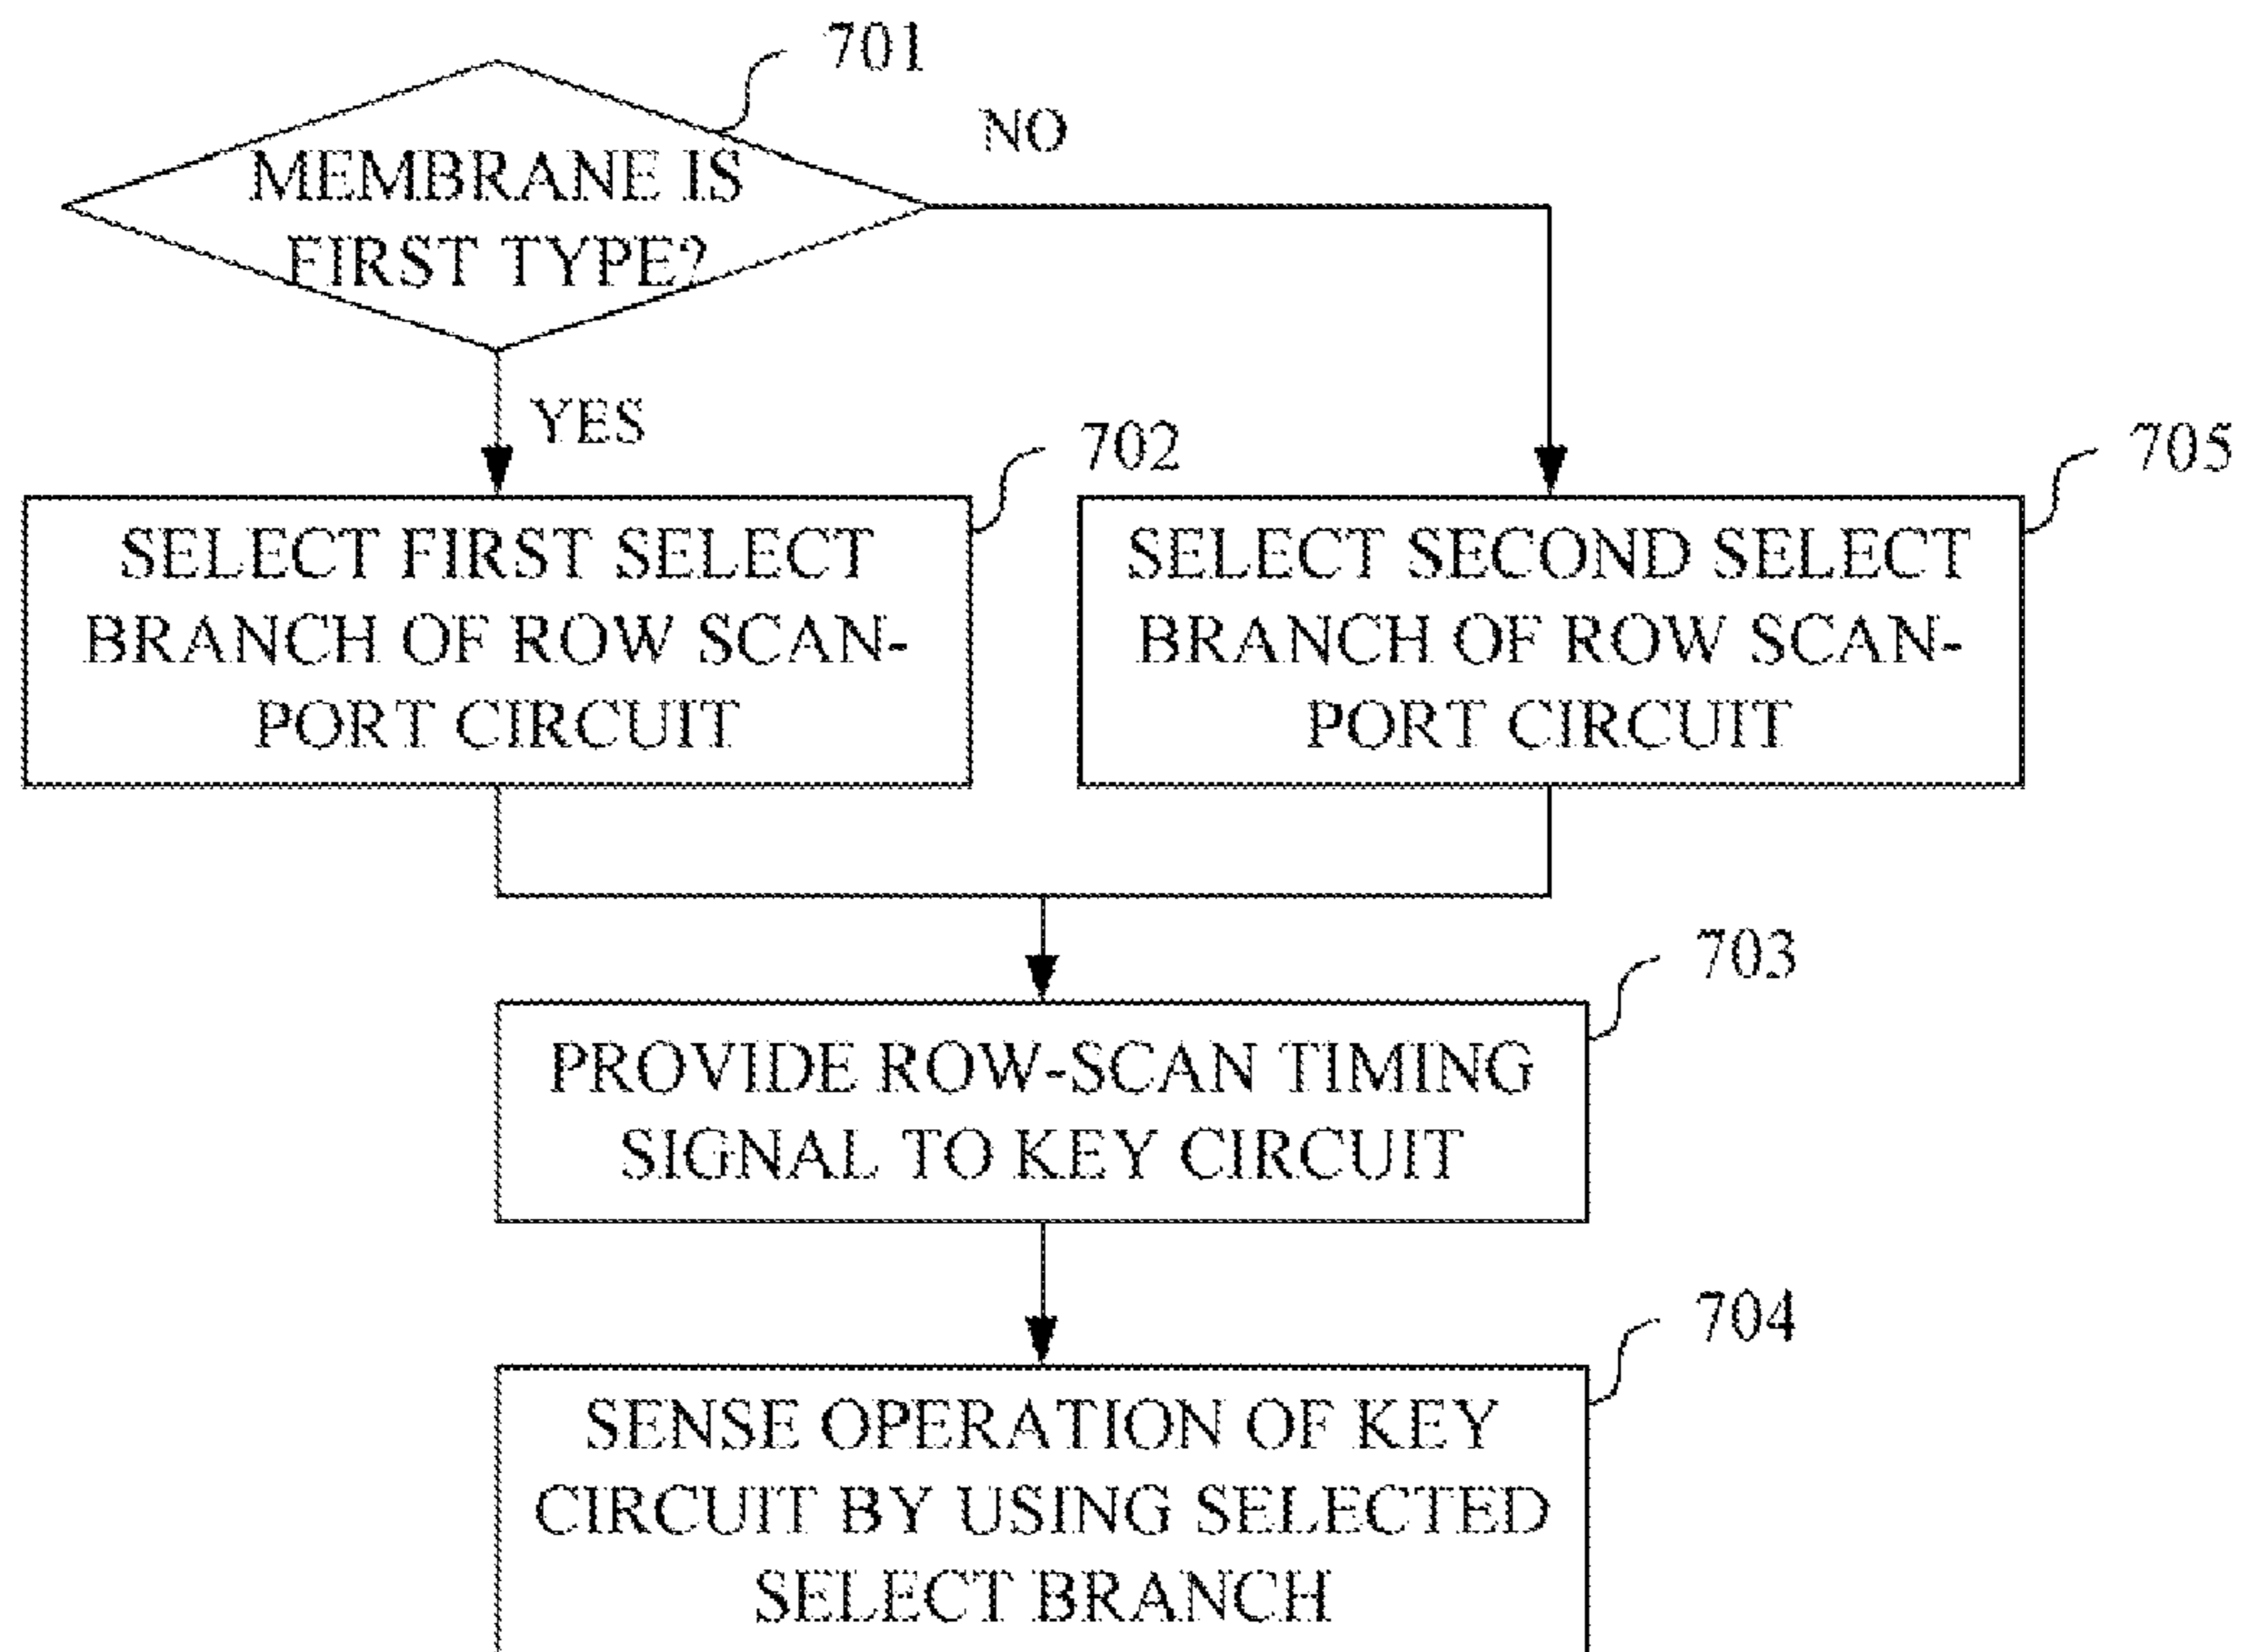 701
NO
MEMBRANE IS
FIRST TYPE?
YES
702
705
SELECT FIRST SELECT
BRANCH OF ROW SCAN-
PORT CIRCUIT
SELECT SECOND SELECT
BRANCH OF ROW SCAN-
PORT CIRCUIT
703
PROVIDE ROW-SCAN TIMING
SIGNAL TO KEY CIRCUIT
704
SENSE OPERATION OF KEY
CIRCUIT BY USING SELECTED
SELECT BRANCH